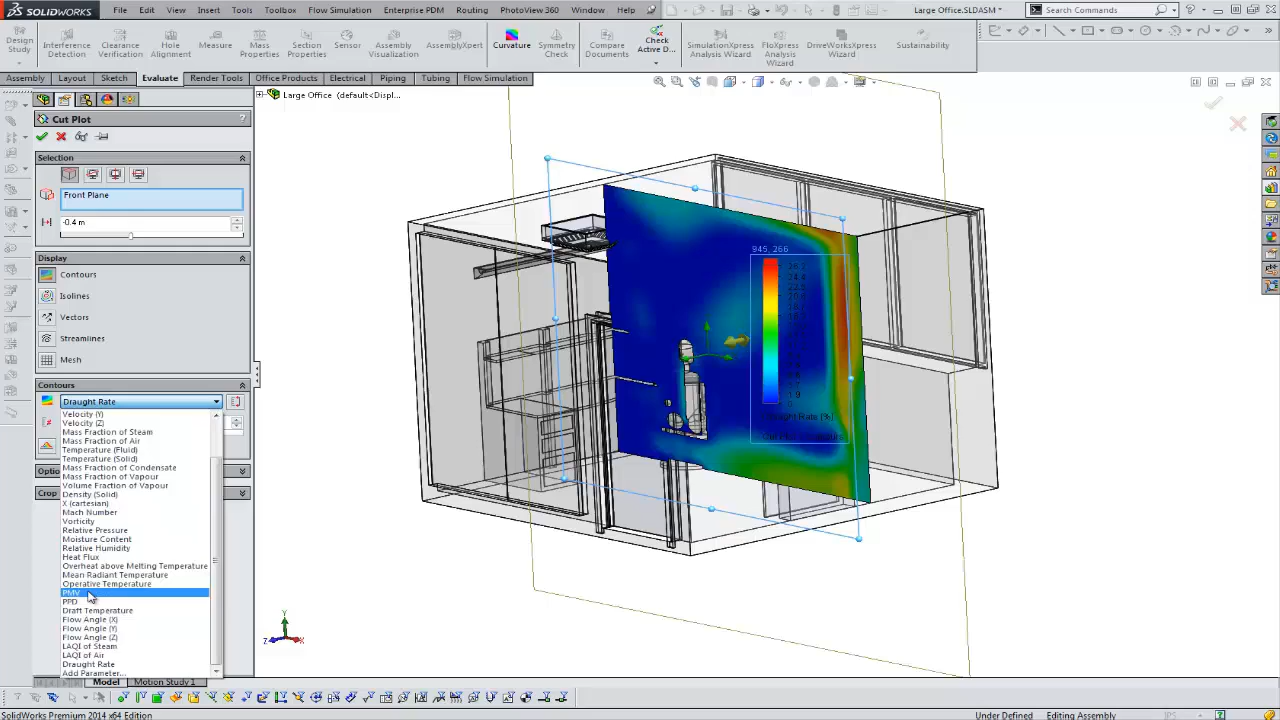 SOLIDWORKS File Edit View Insert Tools Toolbox Flow Simulation Enterprise PDM Routing PhotoView 360 Window Help Large Office.SLDASM Search Commands
Design Study
Interference Detection
Clearance Verification
Hole Alignment
Measure
Mass Properties
Section Properties
Sensor
Assembly Visualization
AssemblyXpert
Curvature
Symmetry Check
Compare Documents
Check Active D...
SimulationXpress Analysis Wizard
FloXpress Analysis Wizard
DriveWorksXpress Wizard
Sustainability
Assembly Layout Sketch Evaluate Render Tools Office Products Electrical Piping Tubing Flow Simulation
Large Office (default<Displ...
Cut Plot ?
Selection
Front Plane
-0.4 m
Display
Contours
Isolines
Vectors
Streamlines
Mesh
Contours
Draught Rate
Velocity (Y)
Velocity (Z)
Mass Fraction of Steam
Mass Fraction of Air
Temperature (Fluid)
Temperature (Solid)
Mass Fraction of Condensate
Mass Fraction of Vapour
Volume Fraction of Vapour
Density (Solid)
X (cartesian)
Mach Number
Vorticity
Relative Pressure
Moisture Content
Relative Humidity
Heat Flux
Overheat above Melting Temperature
Mean Radiant Temperature
Operative Temperature
PMV
PPD
Draft Temperature
Flow Angle (X)
Flow Angle (Y)
Flow Angle (Z)
LAQI of Steam
LAQI of Air
Draught Rate
Add Parameter...
Optio
Crop
945, 266
Draught Rate (%)
Cut Plot
Y
Z X
Model Motion Study 1
SolidWorks Premium 2014 x64 Edition Under Defined Editing Assembly